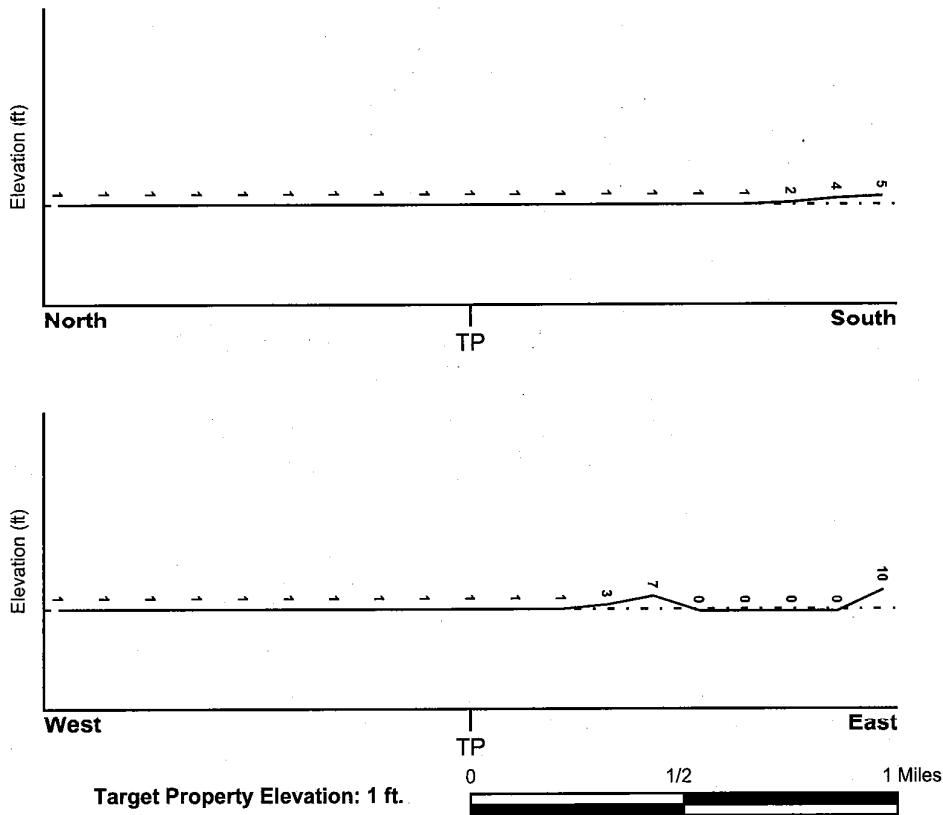 Elevation (ft)
1 1 1 1 1 1 1 1 1 1 1 1 1 1 1 1 2 4 5
North South
TP
Elevation (ft)
1 1 1 1 1 1 1 1 1 1 1 1 3 7 0 0 0 0 10
West East
TP
0 1/2 1 Miles
Target Property Elevation: 1 ft.